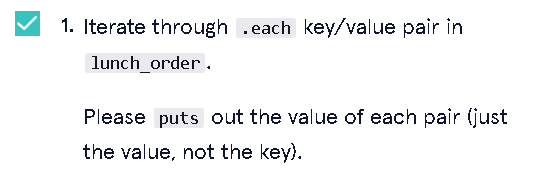 1. Iterate through .each key/value pair in
lunch_order.
Please puts out the value of each pair (just
the value, not the key).